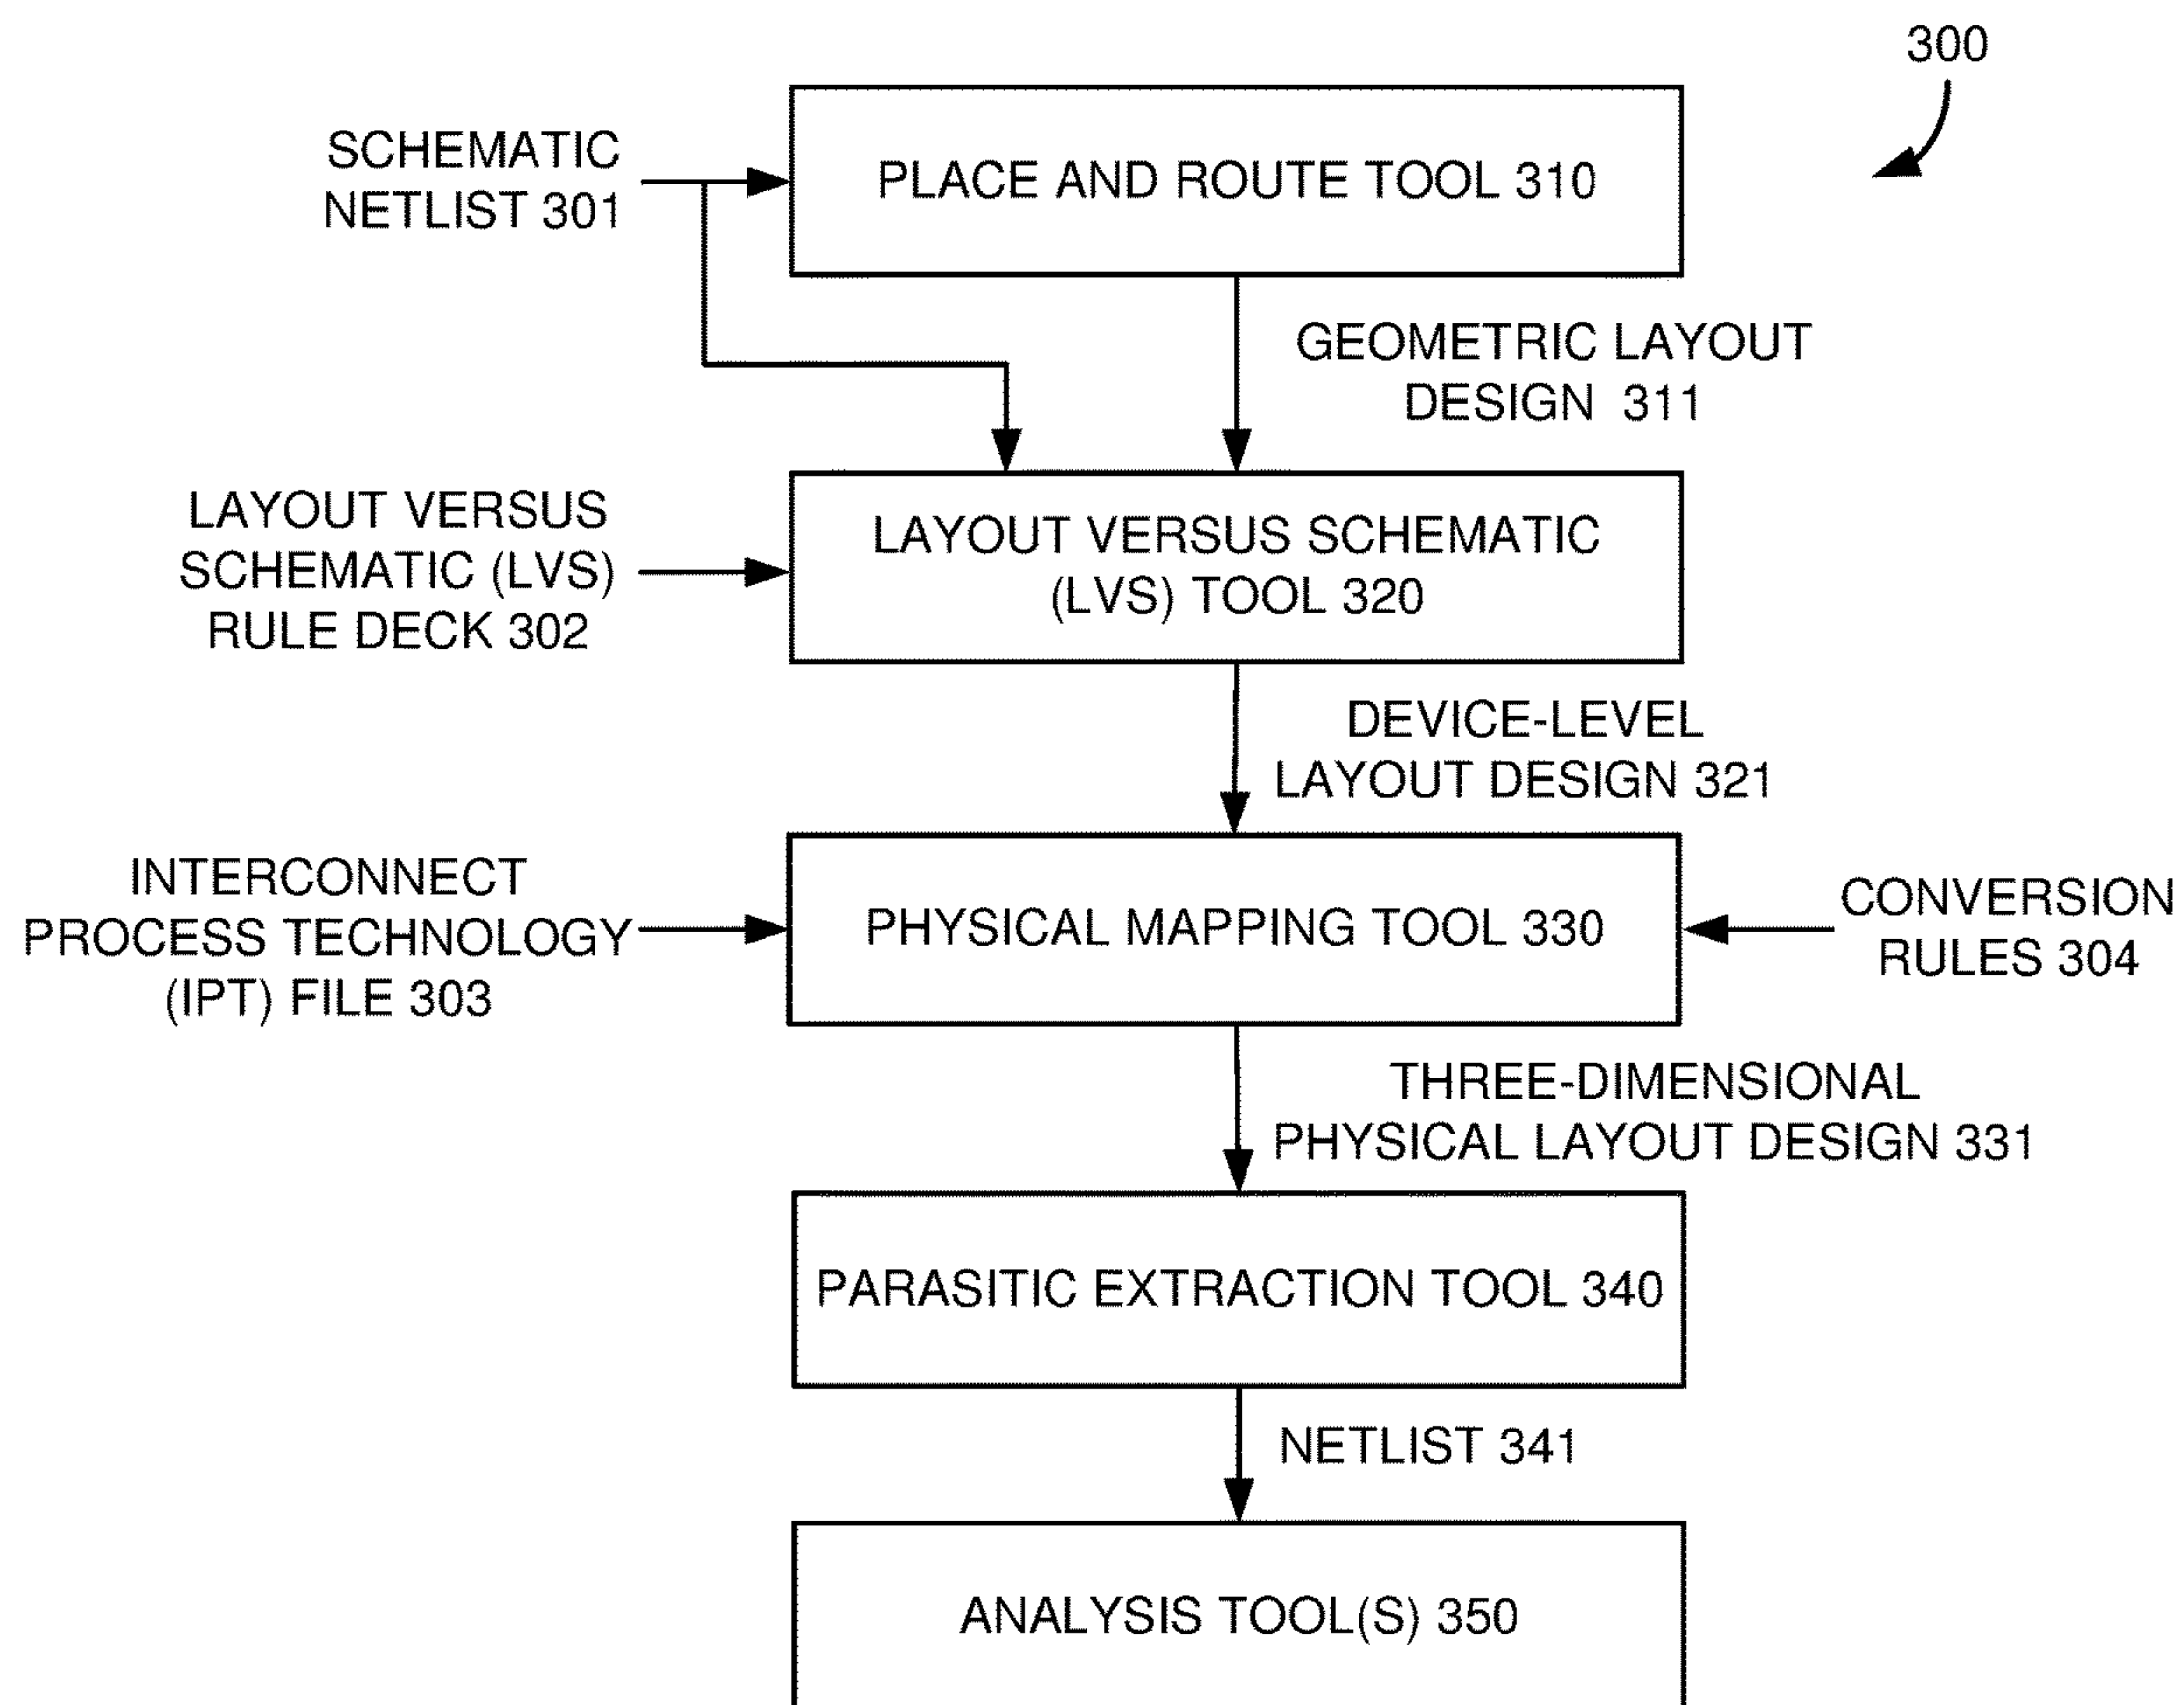 300
SCHEMATIC
NETLIST 301
PLACE AND ROUTE TOOL 310
GEOMETRIC LAYOUT
DESIGN 311
LAYOUT VERSUS
SCHEMATIC (LVS)
RULE DECK 302
LAYOUT VERSUS SCHEMATIC
(LVS) TOOL 320
DEVICE-LEVEL
LAYOUT DESIGN 321
INTERCONNECT
PROCESS TECHNOLOGY
(IPT) FILE 303
PHYSICAL MAPPING TOOL 330
CONVERSION
RULES 304
THREE-DIMENSIONAL
PHYSICAL LAYOUT DESIGN 331
PARASITIC EXTRACTION TOOL 340
NETLIST 341
ANALYSIS TOOL(S) 350